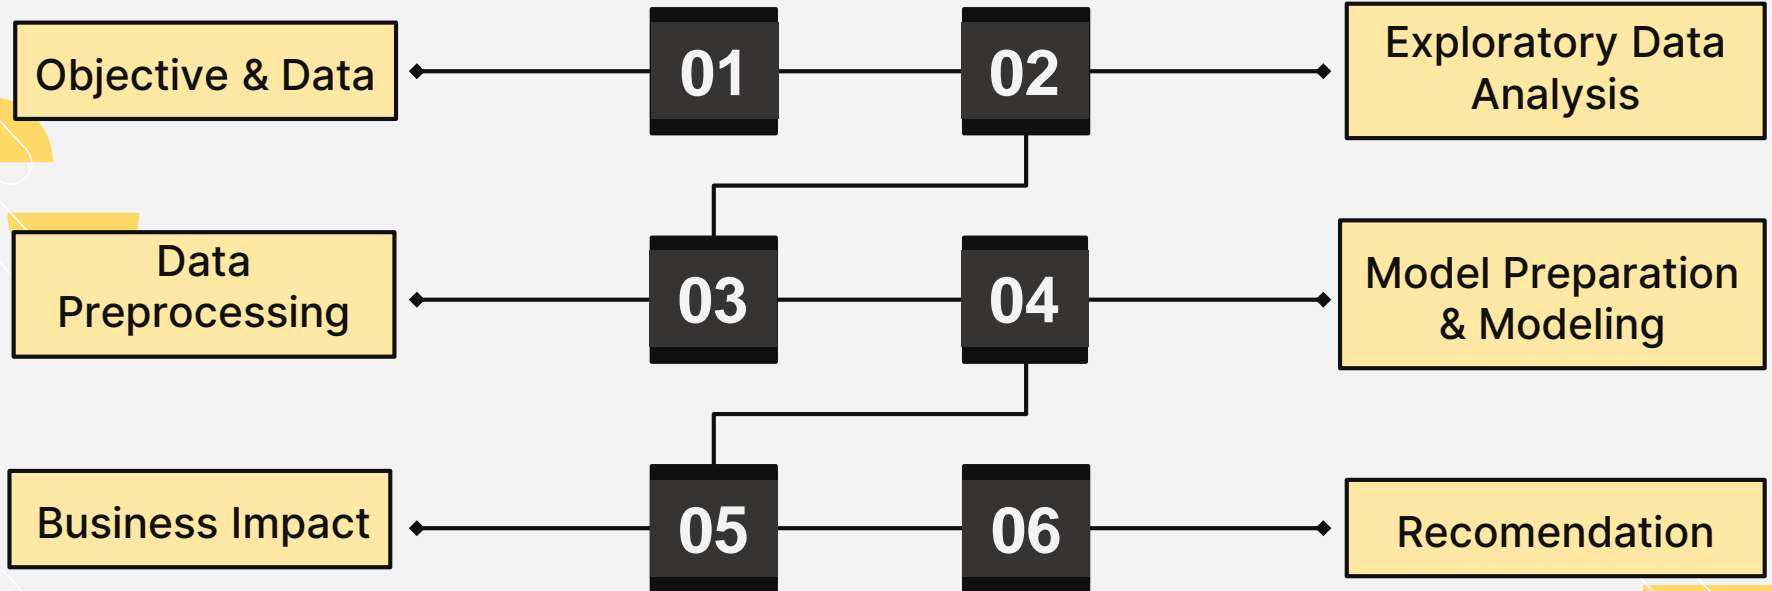 Objective & Data
01
02
Exploratory Data
Analysis
Data
Preprocessing
03
04
Model Preparation
& Modeling
Business Impact
05
06
Recomendation